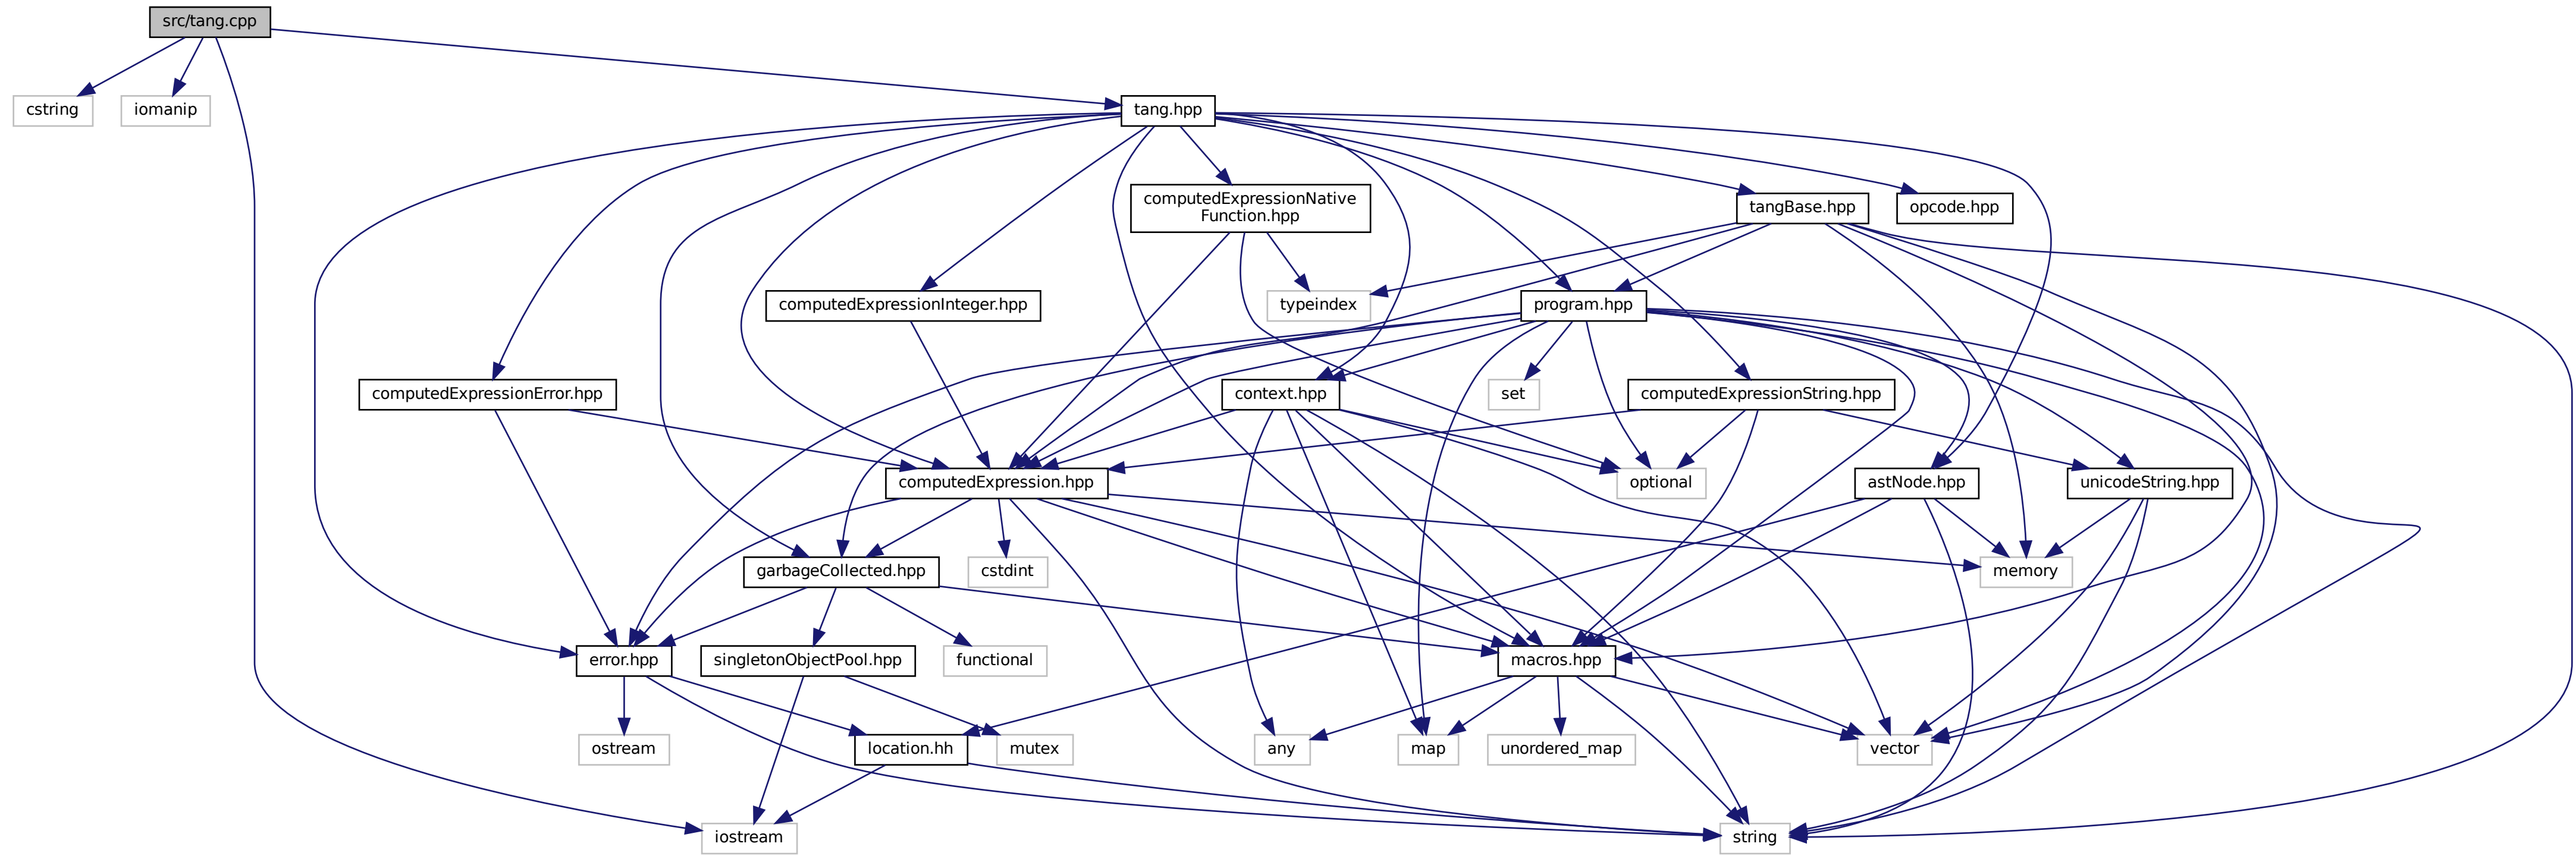 src/tang.cpp
cstring
iomanip
tang.hpp
computedExpressionNative
Function.hpp
tangBase.hpp
opcode.hpp
computedExpressionInteger.hpp
typeindex
program.hpp
computedExpressionError.hpp
context.hpp
set
computedExpressionString.hpp
computedExpression.hpp
optional
astNode.hpp
unicodeString.hpp
garbageCollected.hpp
cstdint
memory
error.hpp
singletonObjectPool.hpp
functional
macros.hpp
ostream
location.hh
mutex
any
map
unordered_map
vector
iostream
string